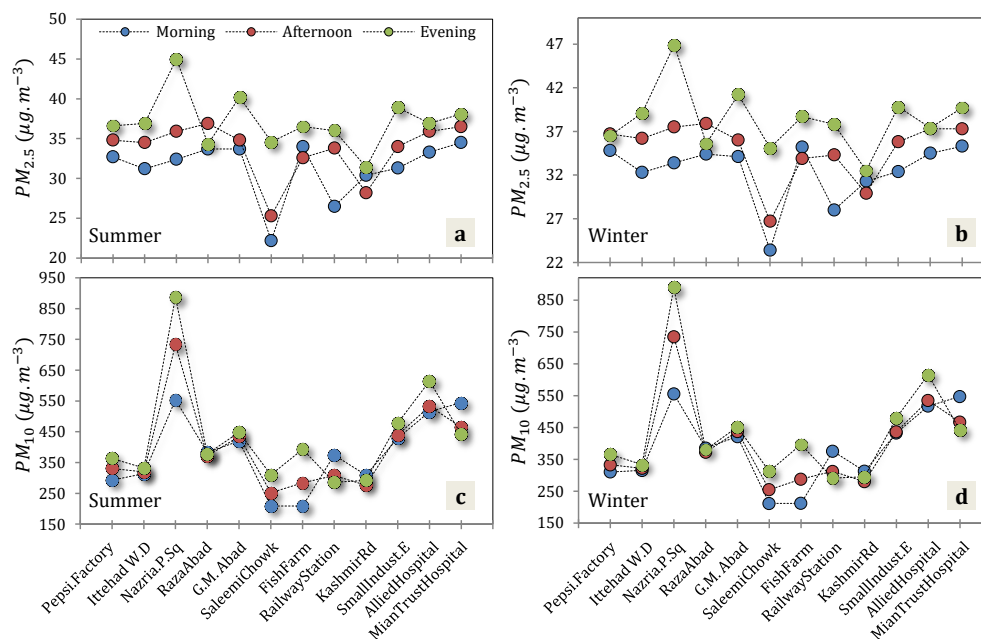 Morning Afternoon Evening
PM2.5 (μg.m−3)
50
45
40
35
30
25
20
Summer
a
PM2.5 (μg.m−3)
47
42
37
32
27
22
Winter
b
PM10 (μg.m−3)
950
850
750
650
550
450
350
250
150
Summer
c
PM10 (μg.m−3)
850
750
650
550
450
350
250
150
Winter
d
Pepsi.Factory
Ittehad W.D
Nazria P.Sq
RazaAbad
G.M. Abad
SaleemiChowk
FishFarm
RailwayStation
KashmirRd
SmallIndust.E
AlliedHospital
MianTrustHospital
Pepsi.Factory
Ittehad W.D
Nazria P.Sq
RazaAbad
G.M. Abad
SaleemiChowk
FishFarm
RailwayStation
KashmirRd
SmallIndust.E
AlliedHospital
MianTrustHospital